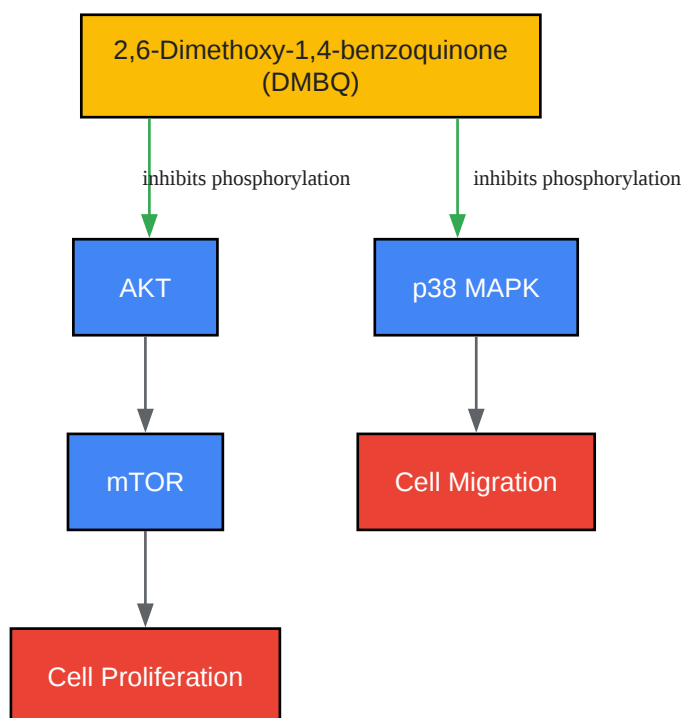 2,6-Dimethoxy-1,4-benzoquinone
(DMBQ)
inhibits phosphorylation
inhibits phosphorylation
AKT
p38 MAPK
mTOR
Cell Migration
Cell Proliferation